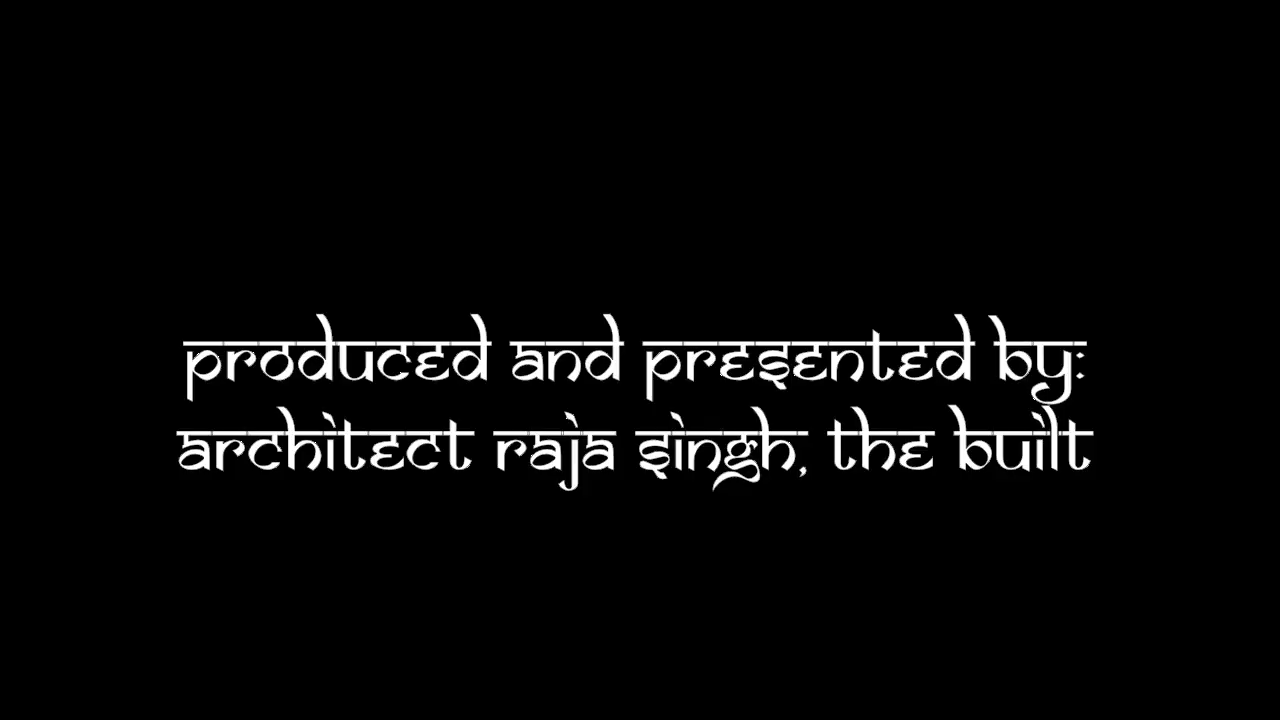 produced and presented by:
architect raja singh, the built